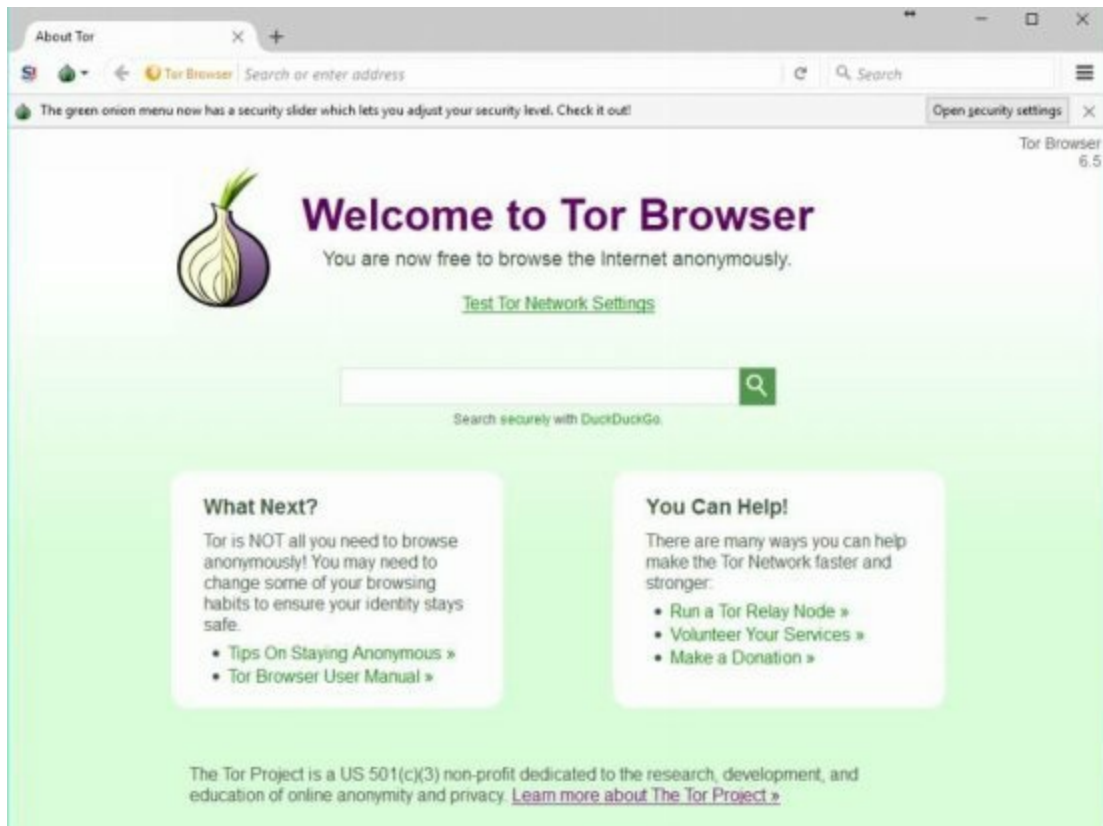 About Tor
Tor Browser Search or enter address
Search
The green onion menu now has a security slider which lets you adjust your security level. Check it out!
Open security settings
Tor Browser
6.5
Welcome to Tor Browser
You are now free to browse the Internet anonymously.
Test Tor Network Settings
Search securely with DuckDuckGo.
What Next?
Tor is NOT all you need to browse
anonymously! You may need to
change some of your browsing
habits to ensure your identity stays
safe.
• Tips On Staying Anonymous »
• Tor Browser User Manual »
You Can Help!
There are many ways you can help
make the Tor Network faster and
stronger:
• Run a Tor Relay Node »
• Volunteer Your Services »
• Make a Donation »
The Tor Project is a US 501(c)(3) non-profit dedicated to the research, development, and
education of online anonymity and privacy. Learn more about The Tor Project »